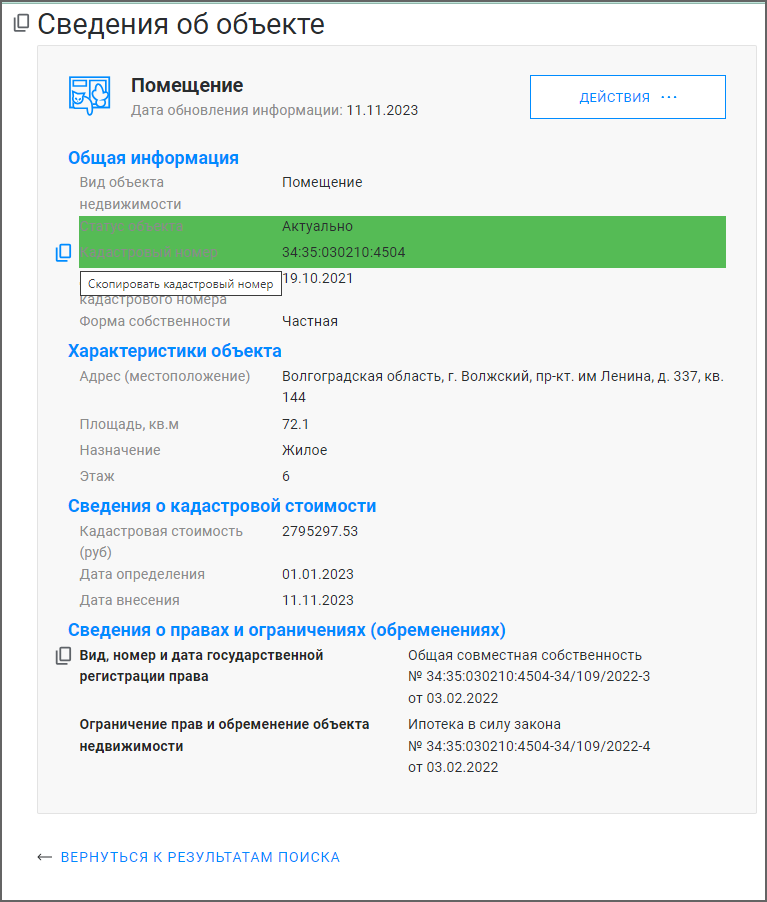 Сведения об объекте
Помещение
Дата обновления информации: 11.11.2023
ДЕЙСТВИЯ ...
Общая информация
Вид объекта недвижимости Помещение
Статус объекта Актуально
Кадастровый номер 34:35:030210:4504
Скопировать кадастровый номер
19.10.2021
кадастрового номера
Форма собственности Частная
Характеристики объекта
Адрес (местоположение) Волгоградская область, г. Волжский, пр-кт. им Ленина, д. 337, кв.
144
Площадь, кв.м 72.1
Назначение Жилое
Этаж 6
Сведения о кадастровой стоимости
Кадастровая стоимость 2795297.53
(руб)
Дата определения 01.01.2023
Дата внесения 11.11.2023
Сведения о правах и ограничениях (обременениях)
Вид, номер и дата государственной Общая совместная собственность
регистрации права № 34:35:030210:4504-34/109/2022-3
от 03.02.2022
Ограничение прав и обременение объекта Ипотека в силу закона
недвижимости № 34:35:030210:4504-34/109/2022-4
от 03.02.2022
← ВЕРНУТЬСЯ К РЕЗУЛЬТАТАМ ПОИСКА